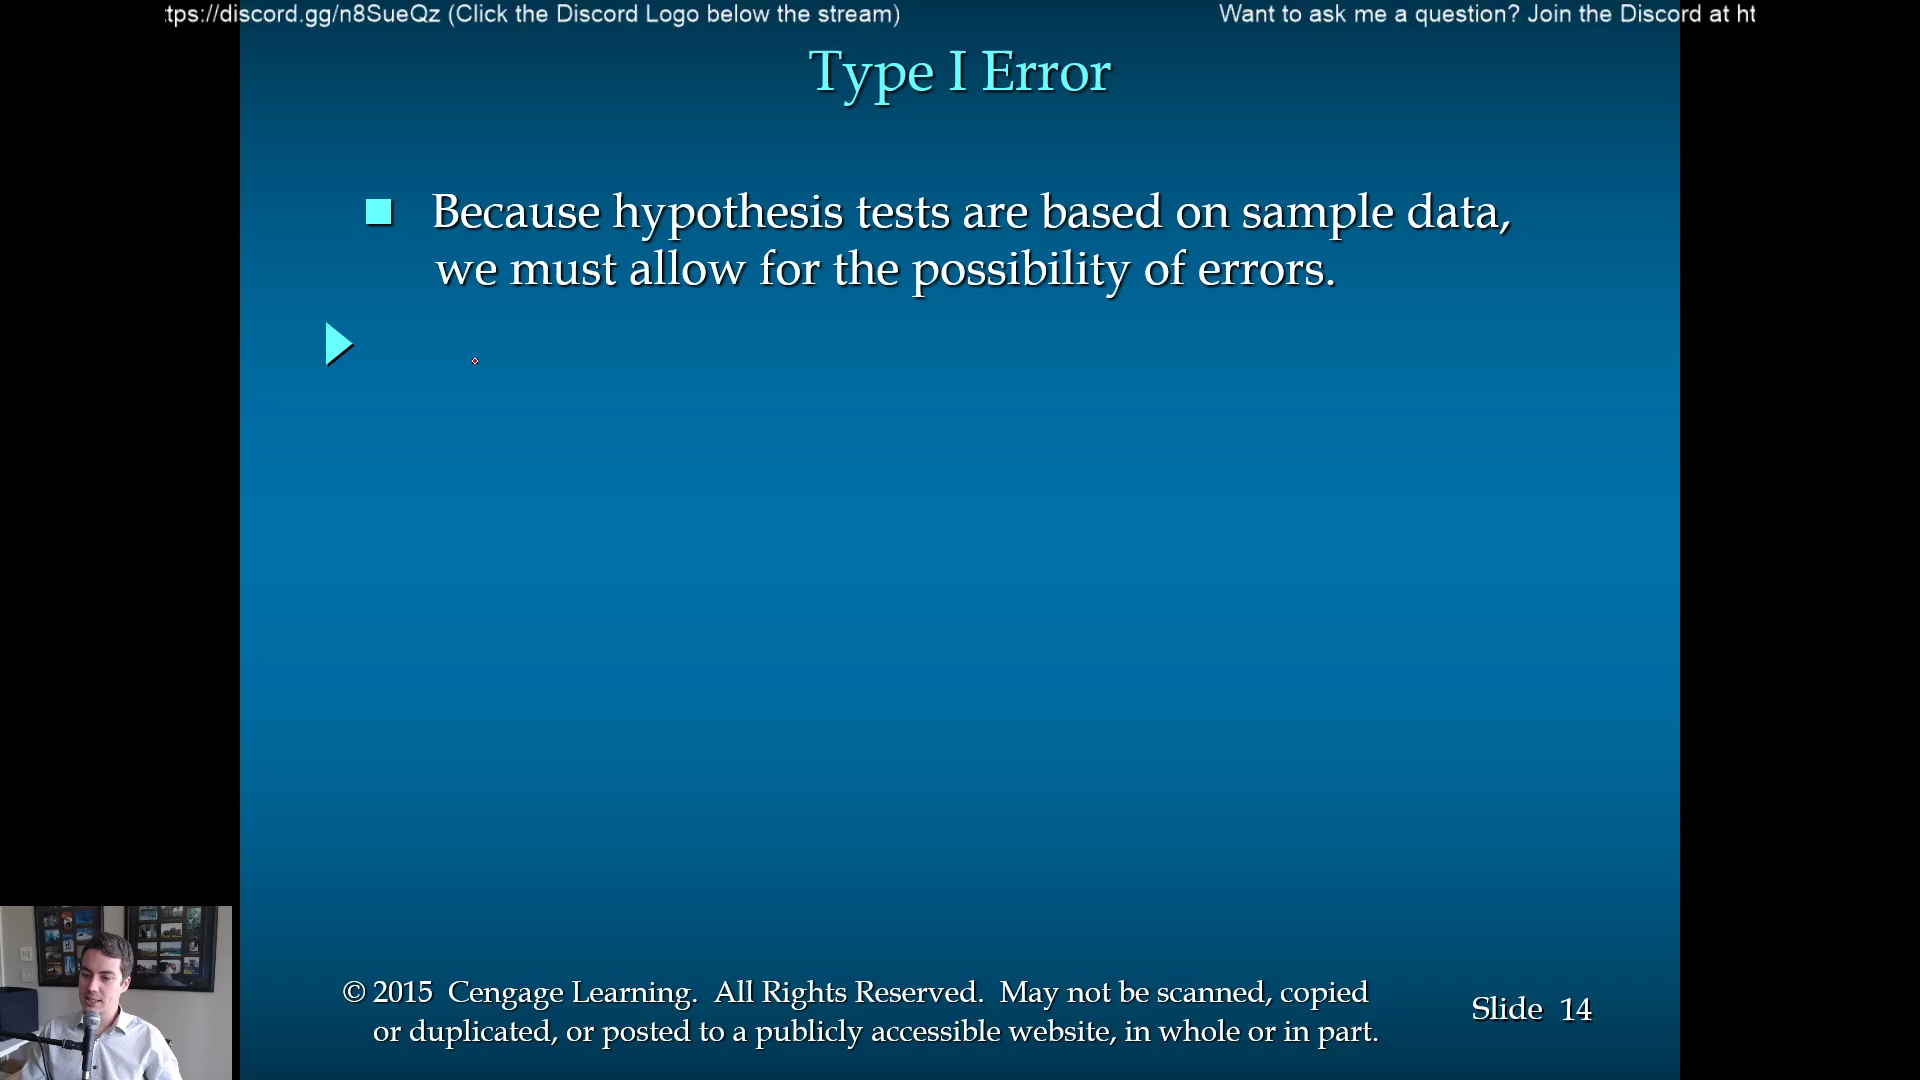 tps://discord.gg/n8SueQz (Click the Discord Logo below the stream)
Want to ask me a question? Join the Discord at ht
Type I Error
Because hypothesis tests are based on sample data,
we must allow for the possibility of errors.
© 2015 Cengage Learning. All Rights Reserved. May not be scanned, copied
or duplicated, or posted to a publicly accessible website, in whole or in part.
Slide 14